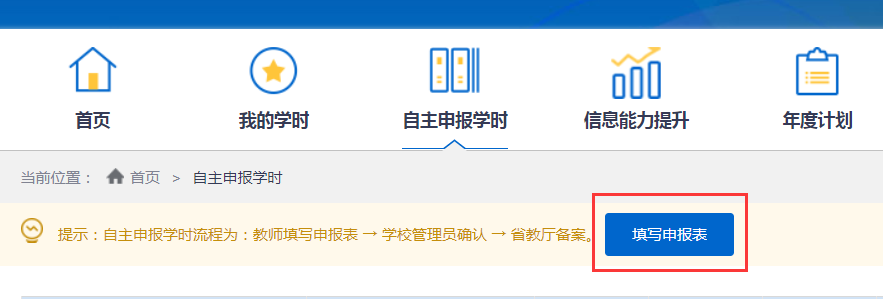 首页
我的学时
自主申报学时
信息能力提升
年度计划
当前位置： 首页 > 自主申报学时
提示：自主申报学时流程为：教师填写申报表 → 学校管理员确认 → 省教厅备案。 填写申报表